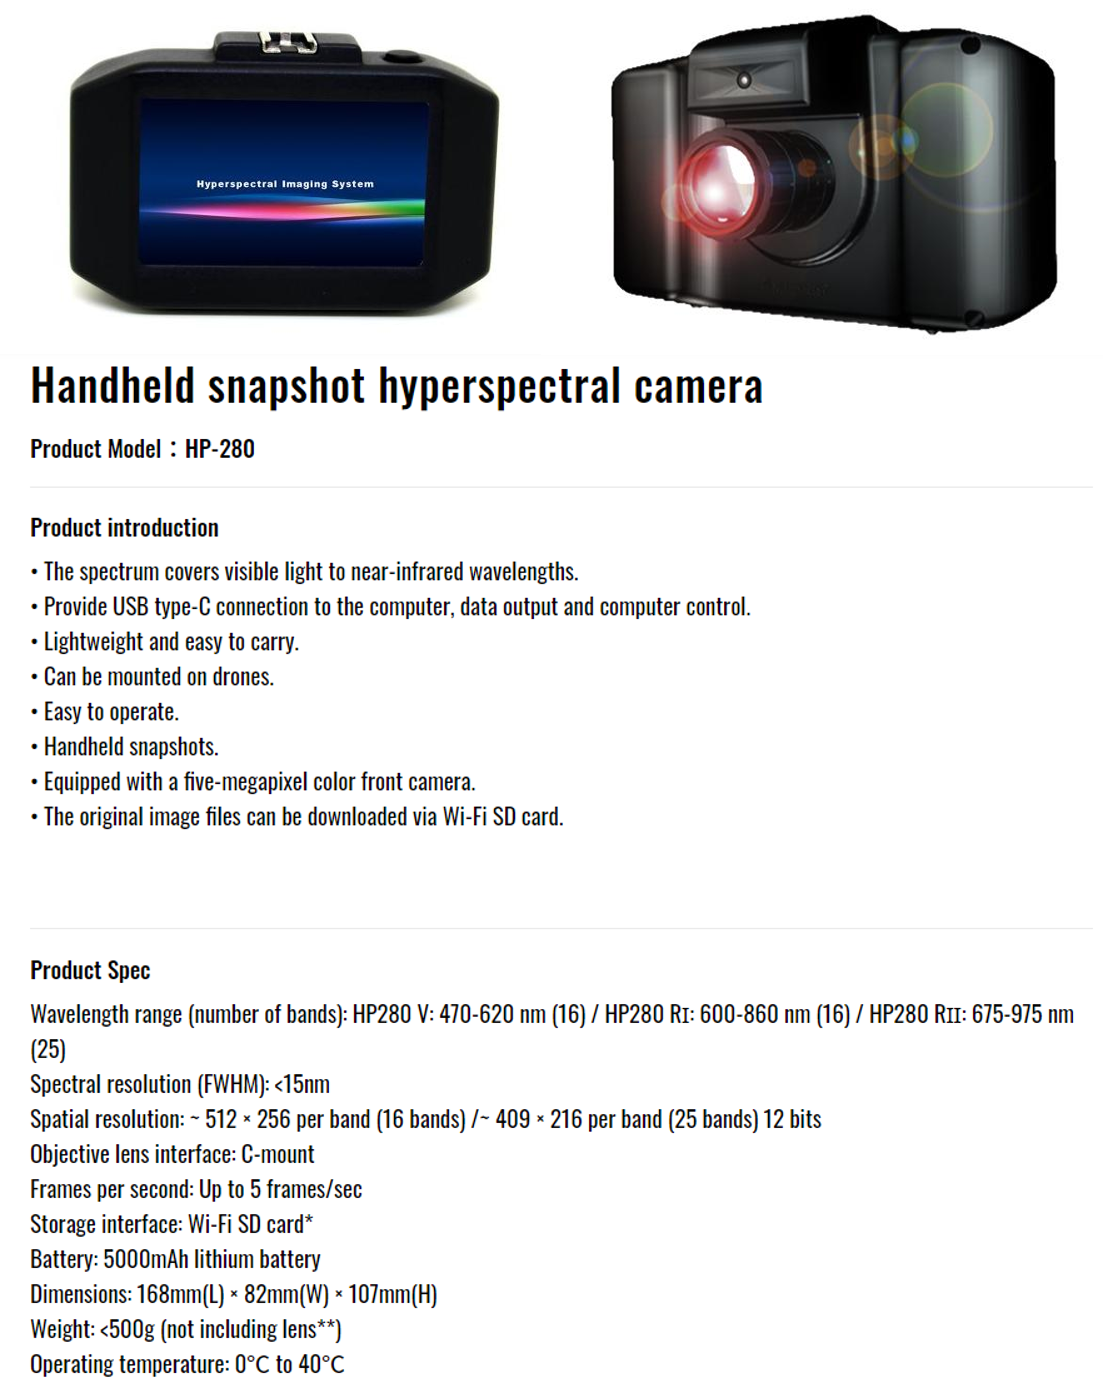 Hyperspectral Imaging System
Handheld snapshot hyperspectral camera
Product Model：HP-280
Product introduction
• The spectrum covers visible light to near-infrared wavelengths.
• Provide USB type-C connection to the computer, data output and computer control.
• Lightweight and easy to carry.
• Can be mounted on drones.
• Easy to operate.
• Handheld snapshots.
• Equipped with a five-megapixel color front camera.
• The original image files can be downloaded via Wi-Fi SD card.
Product Spec
Wavelength range (number of bands): HP280 V: 470-620 nm (16) / HP280 RI: 600-860 nm (16) / HP280 RII: 675-975 nm
(25)
Spectral resolution (FWHM): <15nm
Spatial resolution: ~ 512 × 256 per band (16 bands) /~ 409 × 216 per band (25 bands) 12 bits
Objective lens interface: C-mount
Frames per second: Up to 5 frames/sec
Storage interface: Wi-Fi SD card*
Battery: 5000mAh lithium battery
Dimensions: 168mm(L) × 82mm(W) × 107mm(H)
Weight: <500g (not including lens**)
Operating temperature: 0°C to 40°C